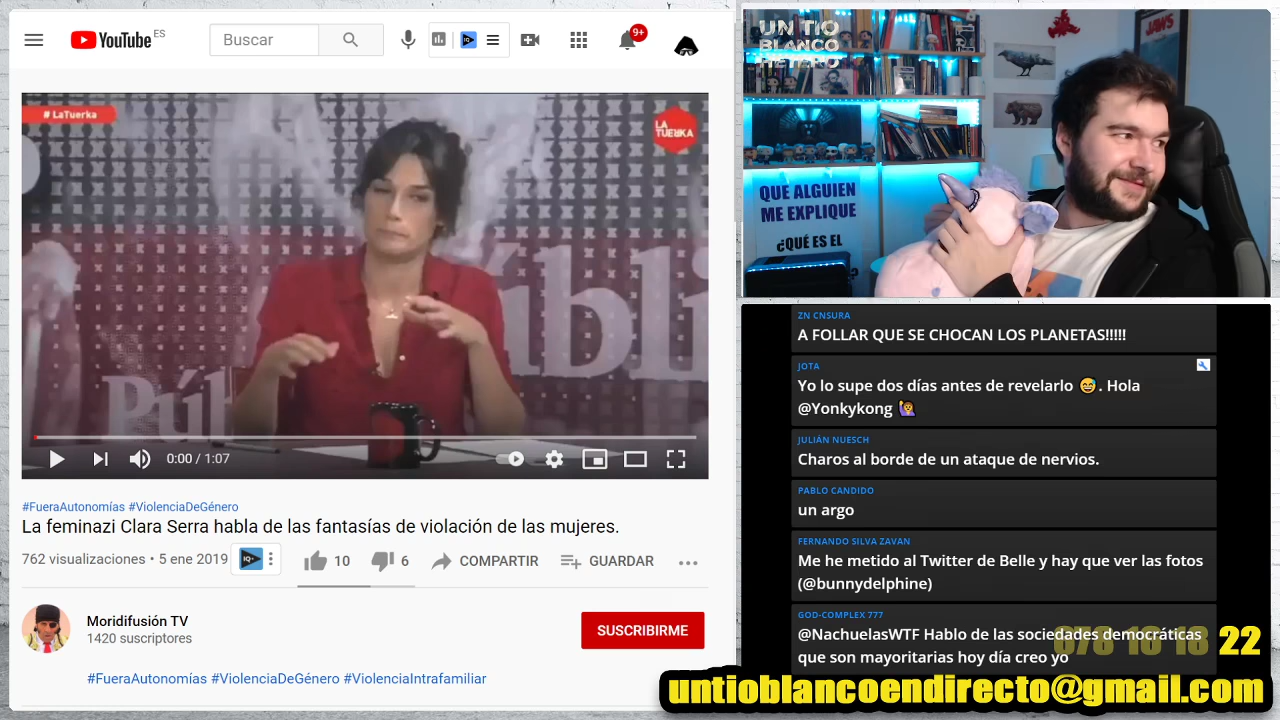 YouTube ES
Buscar
9+
# LaTuerka
LA TUERKA
Públi
0:00 / 1:07
#FueraAutonomías #ViolenciaDeGénero
La feminazi Clara Serra habla de las fantasías de violación de las mujeres.
762 visualizaciones • 5 ene 2019
10
6
COMPARTIR
GUARDAR
Moridifusión TV
1420 suscriptores
SUSCRIBIRME
#FueraAutonomías #ViolenciaDeGénero #ViolenciaIntrafamiliar
UN TIO
BLANCO
HETERO
JAWS
QUE ALGUIEN
ME EXPLIQUE
¿QUÉ ES EL
ZN CNSURA
A FOLLAR QUE SE CHOCAN LOS PLANETAS!!!!!
JOTA
Yo lo supe dos días antes de revelarlo 😅. Hola
@Yonkykong 🙋
JULIÁN NUESCH
Charos al borde de un ataque de nervios.
PABLO CANDIDO
un argo
FERNANDO SILVA ZAVAN
Me he metido al Twitter de Belle y hay que ver las fotos
(@bunnydelphine)
GOD-COMPLEX 777
@NachuelasWTF Hablo de las sociedades democráticas
que son mayoritarias hoy día creo yo
22
untioblancoendirecto@gmail.com